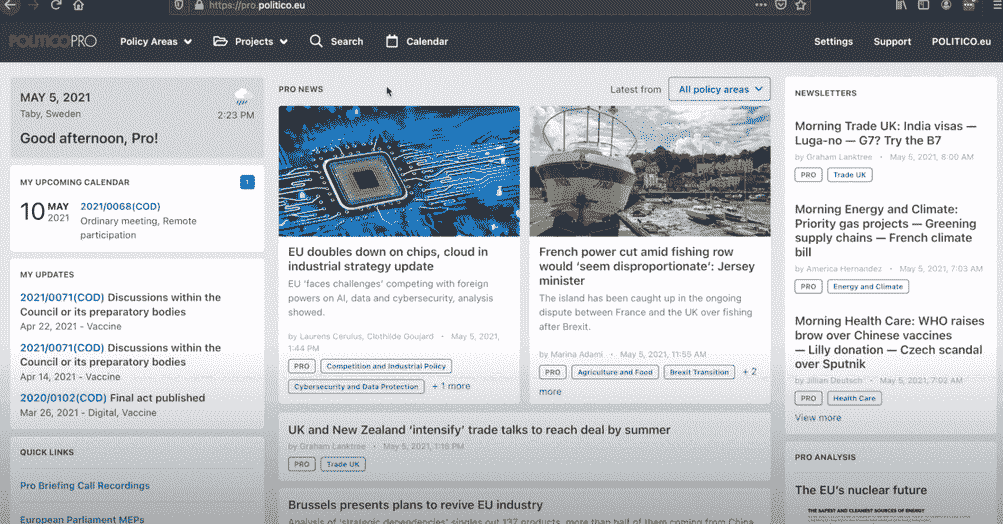 https://pro.politico.eu
POLITICOPRO
Policy Areas
Projects
Search
Calendar
Settings
Support
POLITICO.eu
MAY 5, 2021
Taby, Sweden
2:23 PM
Good afternoon, Pro!
MY UPCOMING CALENDAR
1
10 MAY
2021
2021/0068(COD)
Ordinary meeting, Remote
participation
MY UPDATES
2021/0071(COD) Discussions within the
Council or its preparatory bodies
Apr 22, 2021 - Vaccine
2021/0071(COD) Discussions within the
Council or its preparatory bodies
Apr 14, 2021 - Vaccine
2020/0102(COD) Final act published
Mar 26, 2021 - Digital, Vaccine
QUICK LINKS
Pro Briefing Call Recordings
European Parliament MEPs
PRO NEWS
Latest from
All policy areas
EU doubles down on chips, cloud in
industrial strategy update
EU ‘faces challenges’ competing with foreign
powers on AI, data and cybersecurity, analysis
showed.
by Laurens Cerulus, Clothilde Goujard • May 5, 2021,
1:44 PM
PRO
Competition and Industrial Policy
Cybersecurity and Data Protection
+ 1 more
French power cut amid fishing row
would ‘seem disproportionate’: Jersey
minister
The island has been caught up in the ongoing
dispute between France and the UK over fishing
after Brexit.
by Marina Adami • May 5, 2021, 11:55 AM
PRO
Agriculture and Food
Brexit Transition
+ 2
more
UK and New Zealand ‘intensify’ trade talks to reach deal by summer
by Graham Lanktree • May 5, 2021, 1:18 PM
PRO
Trade UK
Brussels presents plans to revive EU industry
Analysis of ‘strategic dependencies’ singles out 137 products, more than half of them coming from China
NEWSLETTERS
Morning Trade UK: India visas —
Luga-no — G7? Try the B7
by Graham Lanktree • May 5, 2021, 8:00 AM
PRO
Trade UK
Morning Energy and Climate:
Priority gas projects — Greening
supply chains — French climate
bill
by America Hernandez • May 5, 2021, 7:03 AM
PRO
Energy and Climate
Morning Health Care: WHO raises
brow over Chinese vaccines
— Lilly donation — Czech scandal
over Sputnik
by Jillian Deutsch • May 5, 2021, 7:02 AM
PRO
Health Care
View more
PRO ANALYSIS
The EU's nuclear future
THE SAFEST AND CLEANEST SOURCES OF ENERGY